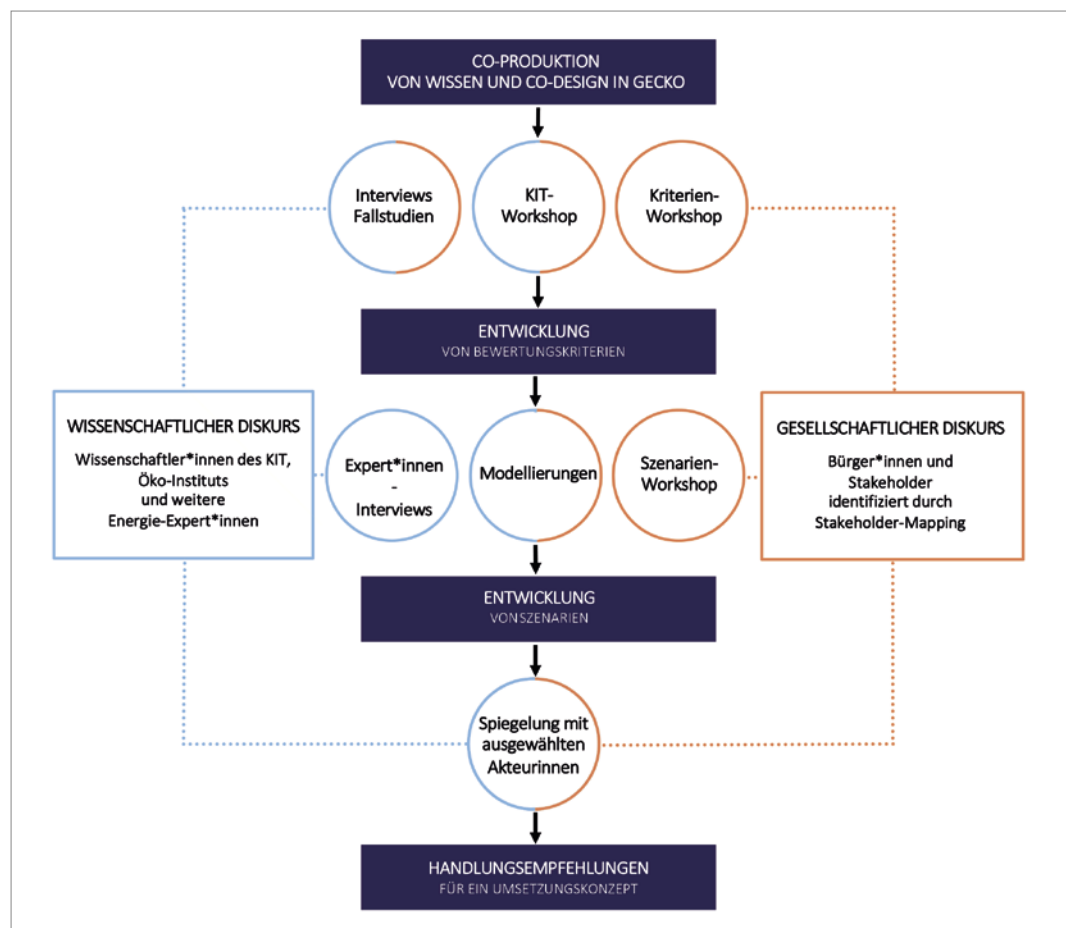 CO-PRODUKTION
VON WISSEN UND CO-DESIGN IN GECKO
Interviews
Fallstudien
KIT-
Workshop
Kriterien-
Workshop
ENTWICKLUNG
VON BEWERTUNGSKRITERIEN
WISSENSCHAFTLICHER DISKURS
Wissenschaftler*innen des KIT,
Öko-Instituts
und weitere
Energie-Expert*innen
Expert*innen
-
Interviews
Modellierungen
Szenarien-
Workshop
GESELLSCHAFTLICHER DISKURS
Bürger*innen und
Stakeholder
identifiziert durch
Stakeholder-Mapping
ENTWICKLUNG
VON SZENARIEN
Spiegelung mit
ausgewählten
Akteurinnen
HANDLUNGSEMPFEHLUNGEN
FÜR EIN UMSETZUNGSKONZEPT